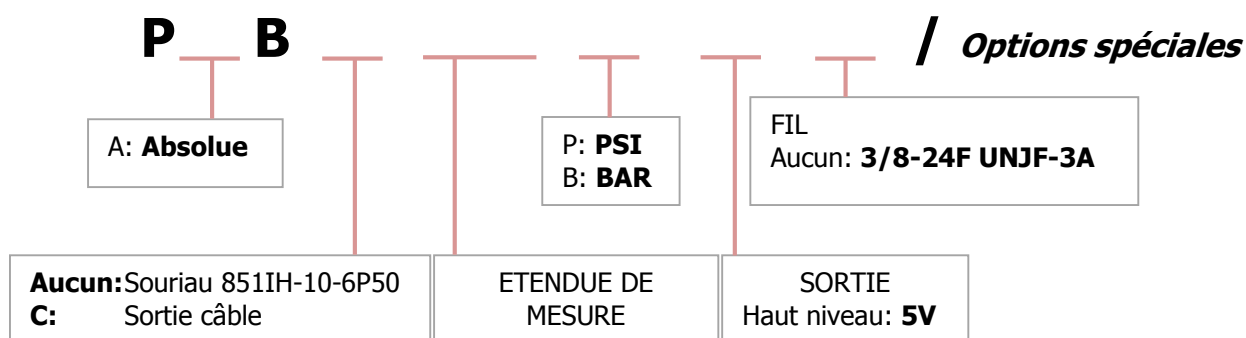 P B / Options spéciales
A: Absolue
P: PSI
B: BAR
FIL
Aucun: 3/8-24F UNJF-3A
Aucun: Souriau 851IH-10-6P50
C: Sortie câble
ETENDUE DE
MESURE
SORTIE
Haut niveau: 5V